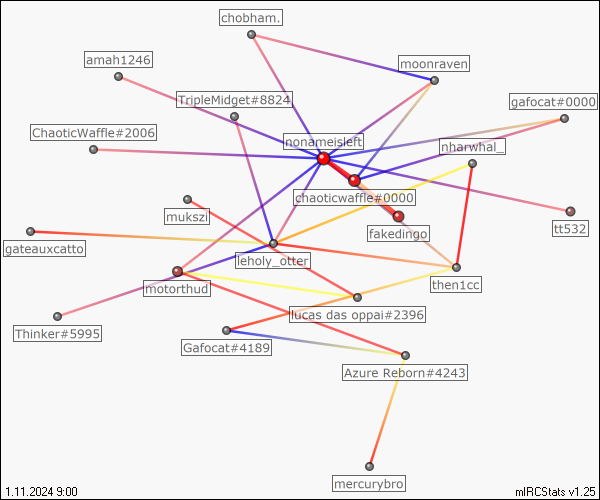 chobham.
amah1246
moonraven
TripleMidget#8824
gafocat#0000
ChaoticWaffle#2006
nonameisleft
nharwhal_
chaoticwaffle#0000
mukszi
fakedingo
tt532
gateauxcatto
leholy_otter
motorthud
then1cc
lucas das oppai#2396
Thinker#5995
Gafocat#4189
Azure Reborn#4243
mercurybro
1.11.2024 9:00
mIRCStats v1.25